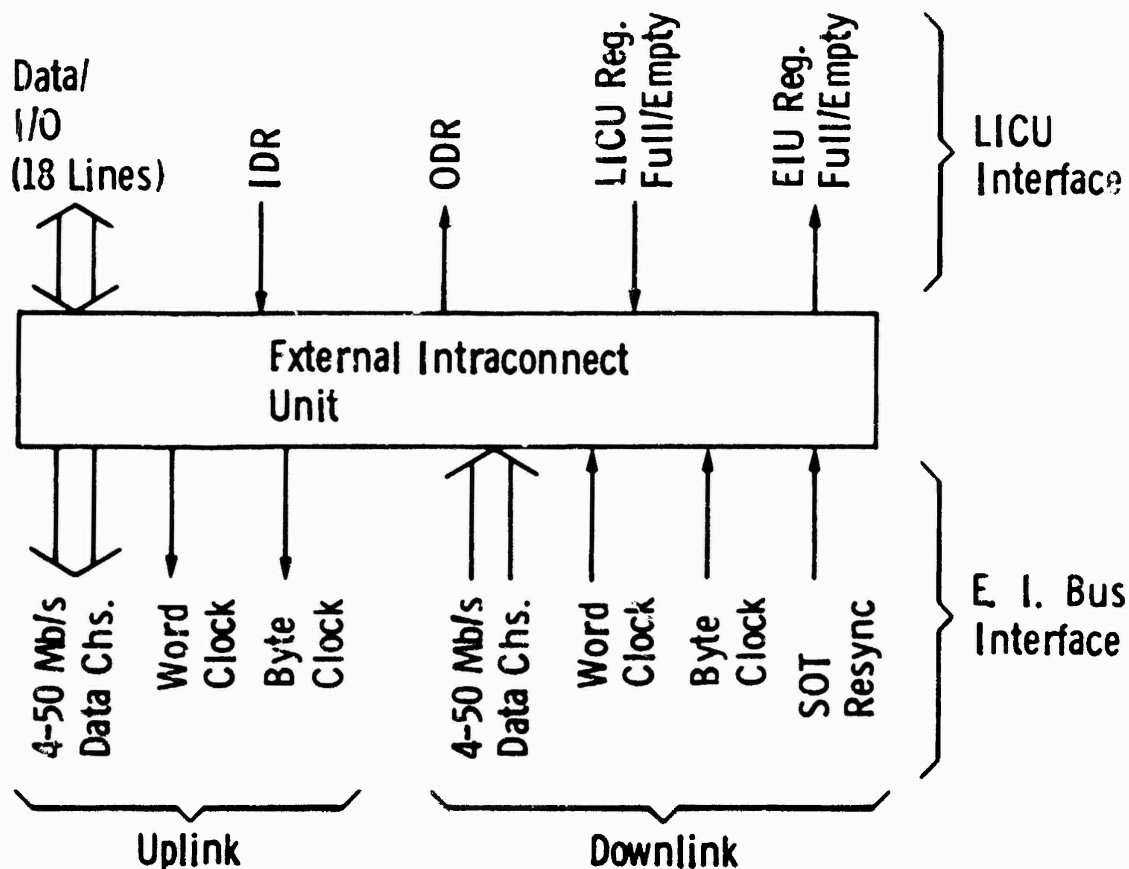 Data/
I/O
(18 Lines)
IDR
ODR
LICU Reg.
Full/Empty
EIU Reg.
Full/Empty
LICU
Interface
External Intraconnect
Unit
4-50 Mb/s
Data Chs.
Word
Clock
Byte
Clock
4-50 Mb/s
Data Chs.
Word
Clock
Byte
Clock
SOT
Resync
E. I. Bus
Interface
Uplink
Downlink